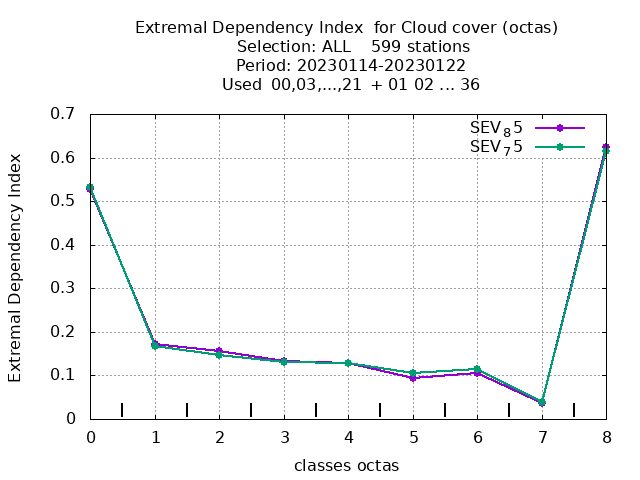 Extremal Dependency Index for Cloud cover (octas)
Selection: ALL 599 stations
Period: 20230114-20230122
Used 00,03,...,21 + 01 02 ... 36
SEV₈5
SEV₇5
Extremal Dependency Index
0.7
0.6
0.5
0.4
0.3
0.2
0.1
0
0 1 2 3 4 5 6 7 8
classes octas